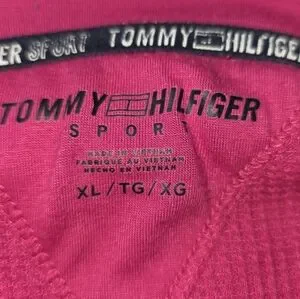 ER SPORT TOMMY HILFIGER
TOMMY HILFIGER
SPORT
MADE IN VIETNAM
FABRIQUÉ AU VIETNAM
HECHO EN VIETNAM
XL/TG/XG